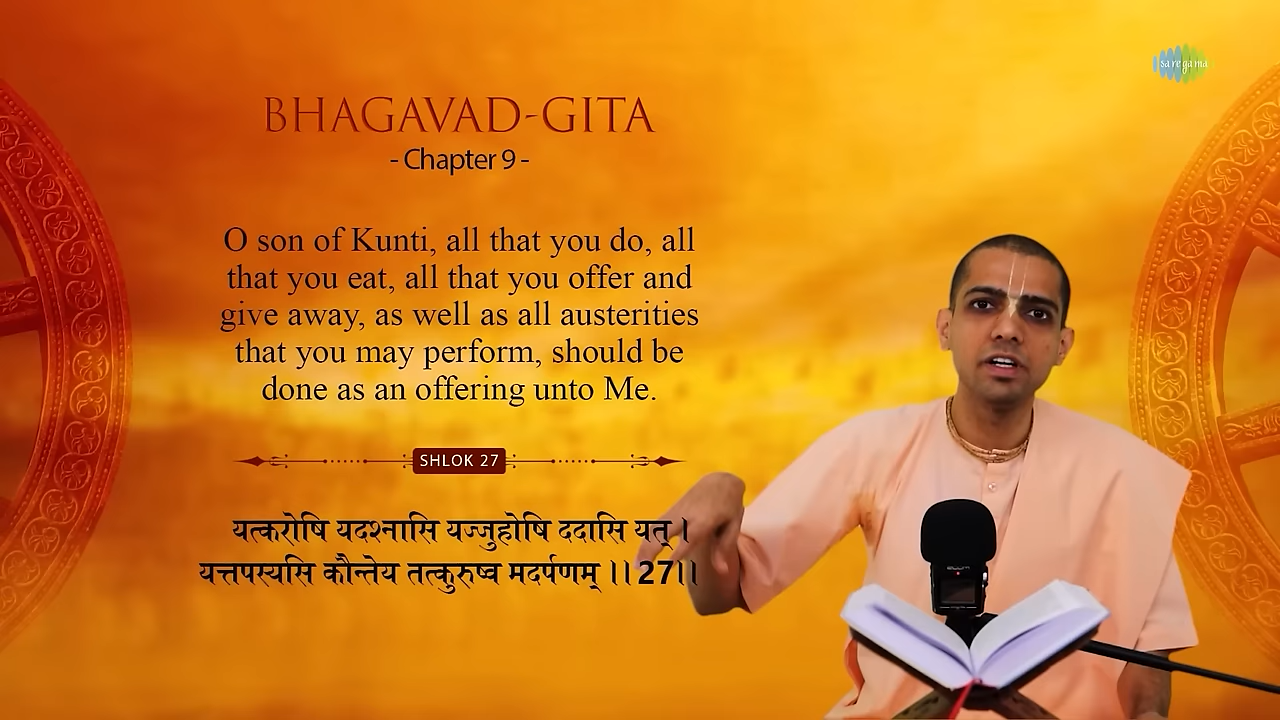 saregama
BHAGAVAD-GITA
- Chapter 9 -
O son of Kunti, all that you do, all
that you eat, all that you offer and
give away, as well as all austerities
that you may perform, should be
done as an offering unto Me.
SHLOK 27
यत्करोषि यदश्नासि यज्जुहोषि ददासि यत् ।
यत्तपस्यसि कौन्तेय तत्कुरुष्व मदर्पणम् ।। 27।।